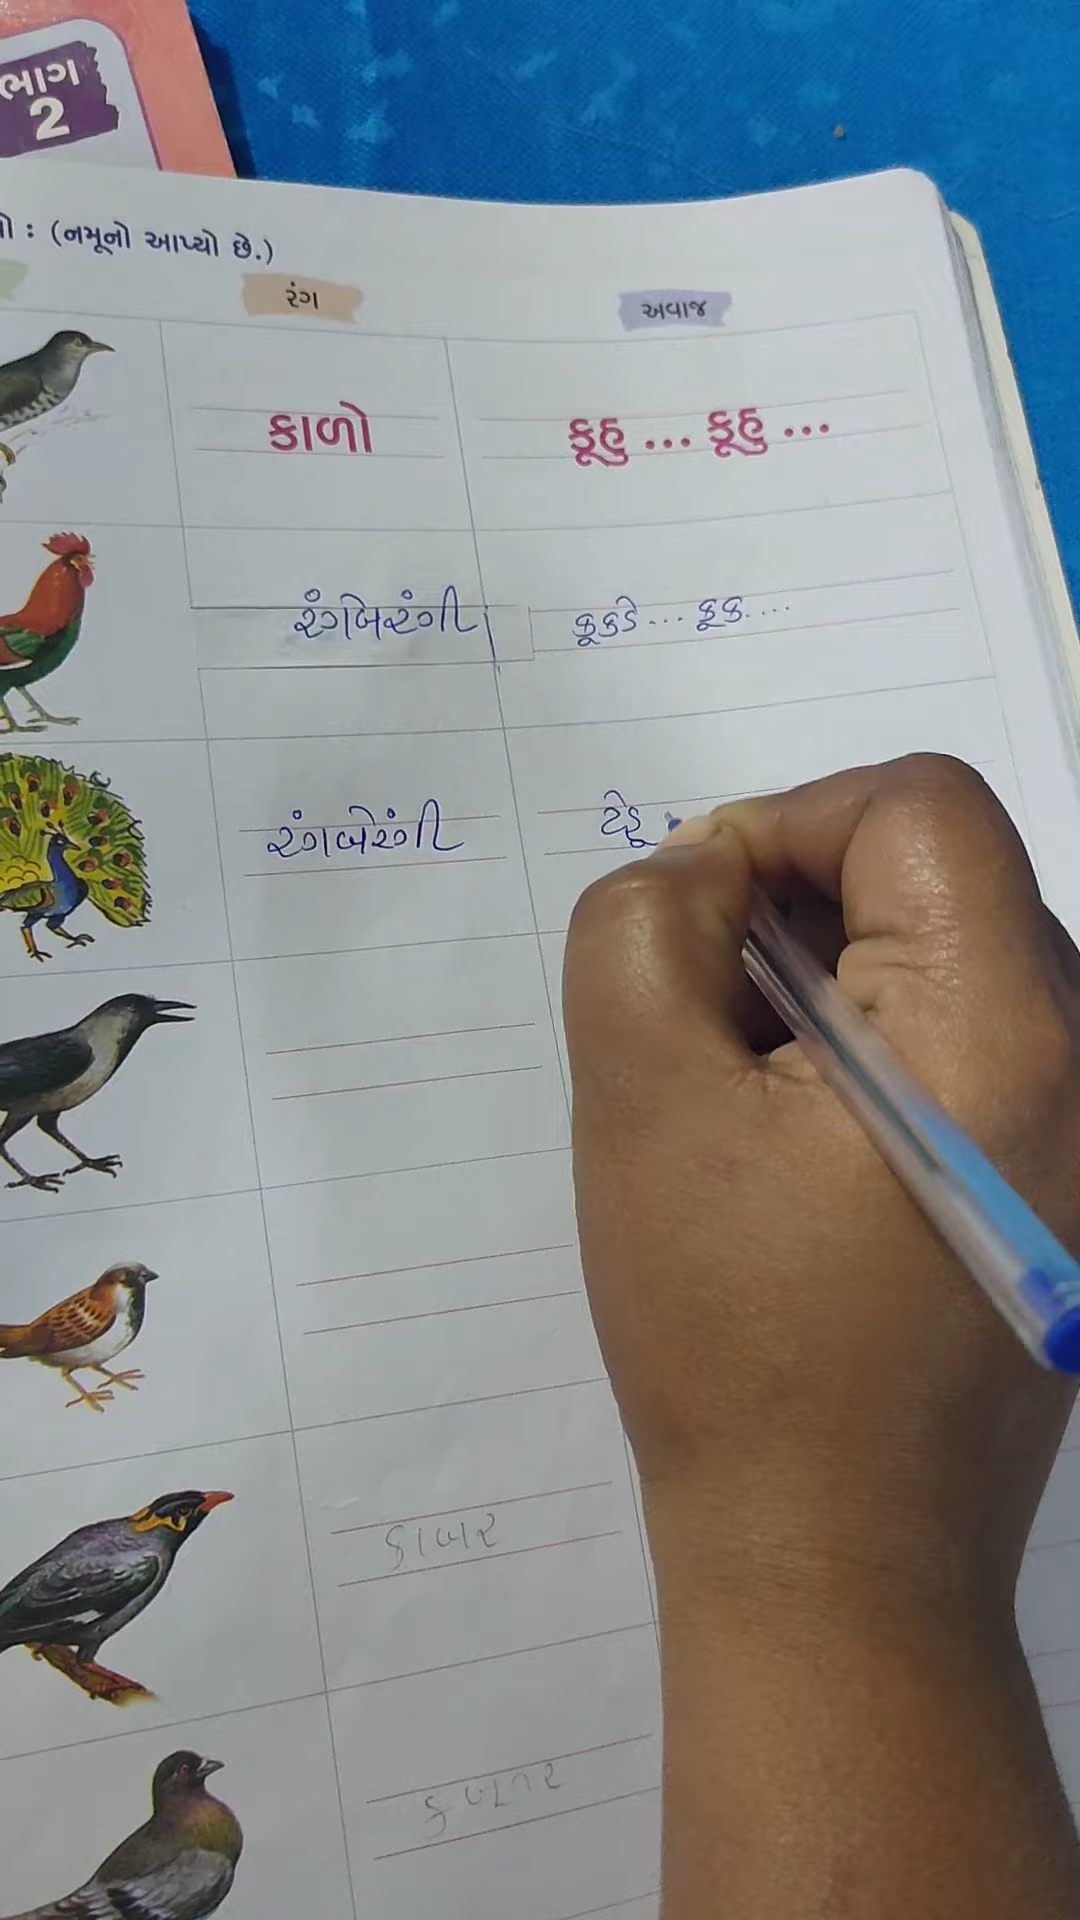 ભાગ
2
: (નમૂનો આપ્યો છે.)
રંગ
અવાજ
કાળો
કૂહુ ... કૂહુ ...
રંગબિરંગી
કૂકડે... કૂક....
રંગબેરંગી
ટેહૂ
કાબર
કબૂતર